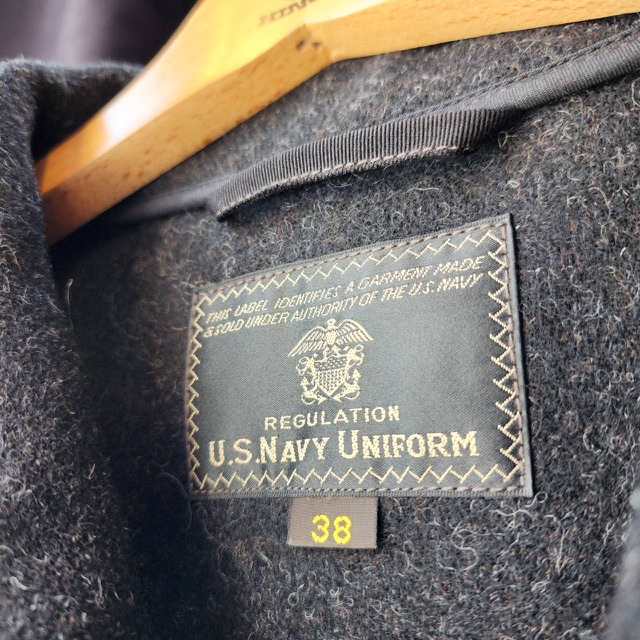 THIS LABEL IDENTIFIES A GARMENT MADE
& SOLD UNDER AUTHORITY OF THE U.S. NAVY
REGULATION
U.S. NAVY UNIFORM
38